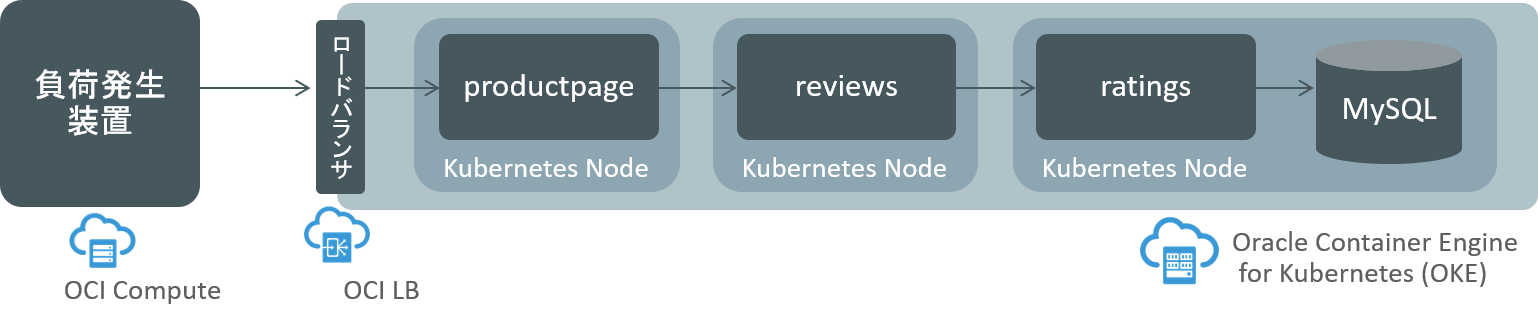 負荷発生
装置
ロードバランサ
productpage
Kubernetes Node
reviews
Kubernetes Node
ratings
MySQL
Kubernetes Node
OCI Compute
OCI LB
Oracle Container Engine
for Kubernetes (OKE)